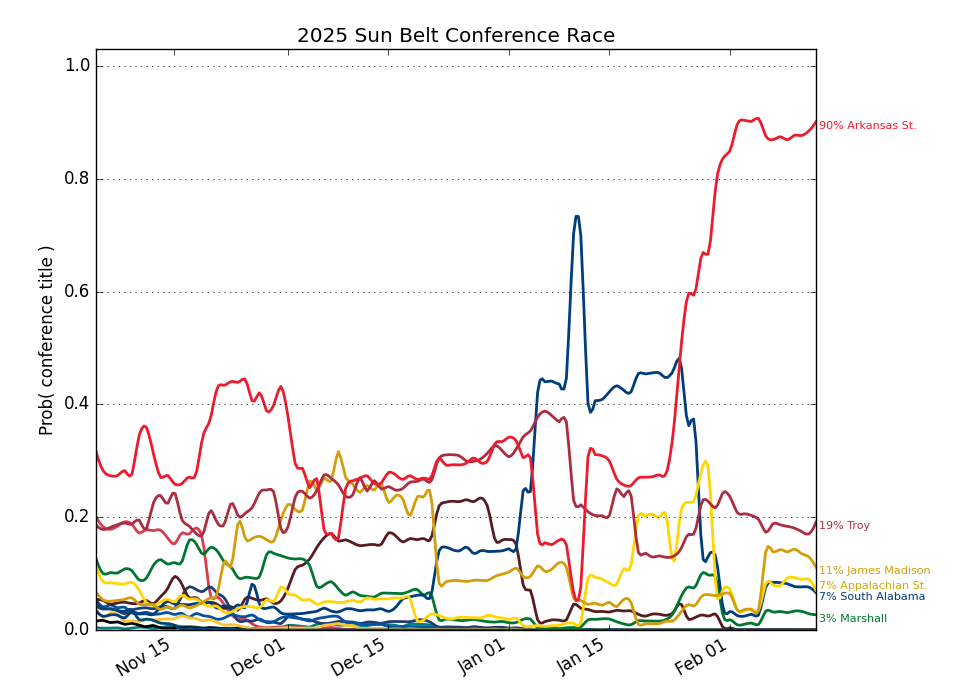 2025 Sun Belt Conference Race
Prob( conference title )
1.0
0.8
0.6
0.4
0.2
0.0
Nov 15
Dec 01
Dec 15
Jan 01
Jan 15
Feb 01
90% Arkansas St.
19% Troy
11% James Madison
7% Appalachian St.
7% South Alabama
3% Marshall